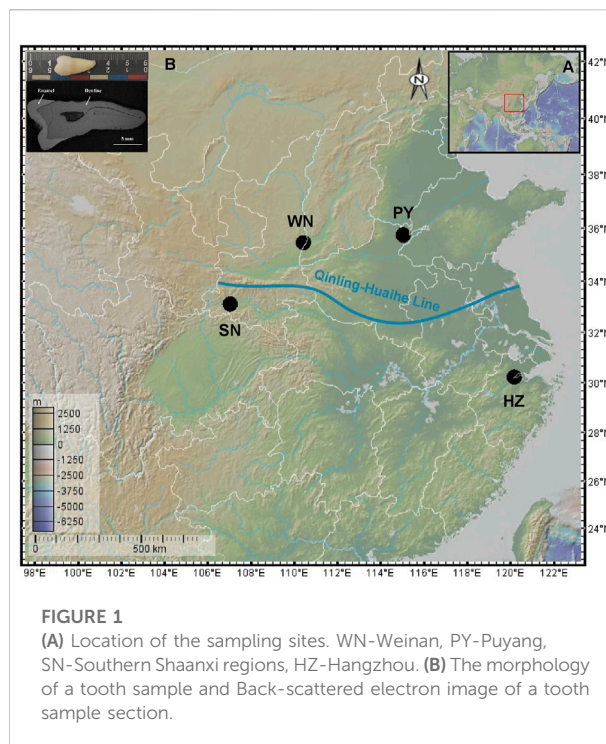 B
A
N
Enamel
Dentine
5 mm
42°N
40°N
38°N
36°N
34°N
32°N
30°N
28°N
26°N
WN
PY
Qinling-Huaihe Line
SN
HZ
m
2500
1250
0
-1250
-2500
-3750
-5000
-6250
0 500 km
98°E 100°E 102°E 104°E 106°E 108°E 110°E 112°E 114°E 116°E 118°E 120°E 122°E
FIGURE 1
(A) Location of the sampling sites. WN-Weinan, PY-Puyang,
SN-Southern Shaanxi regions, HZ-Hangzhou. (B) The morphology
of a tooth sample and Back-scattered electron image of a tooth
sample section.